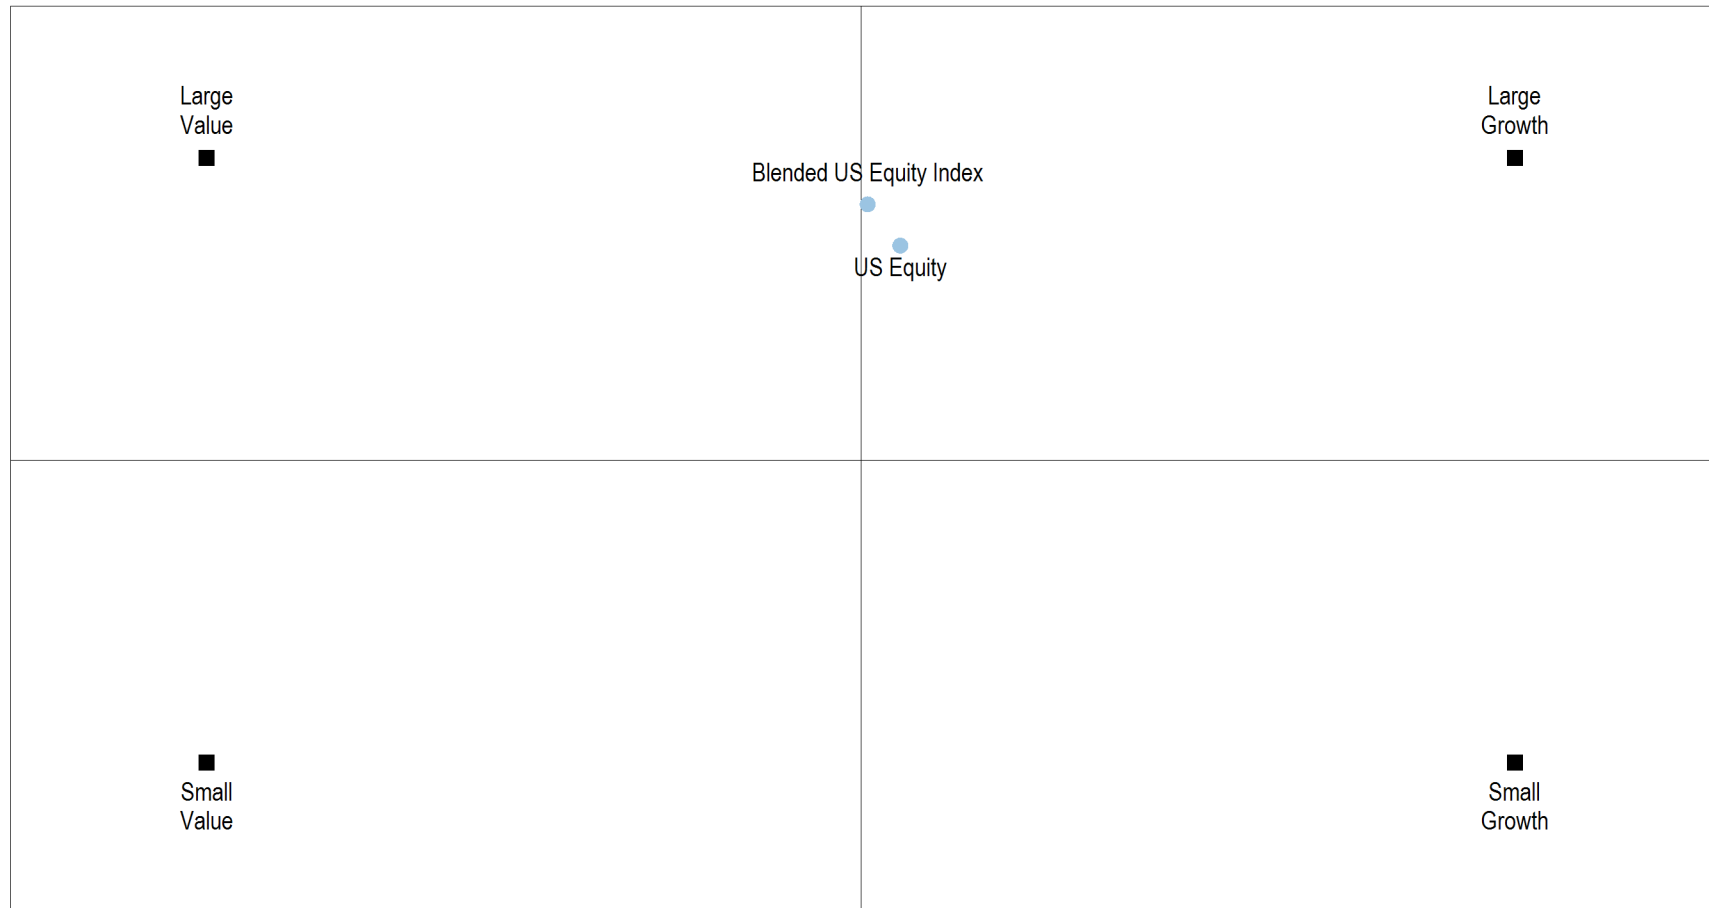 Large
Value
Large
Growth
Blended US Equity Index
US Equity
Small
Value
Small
Growth